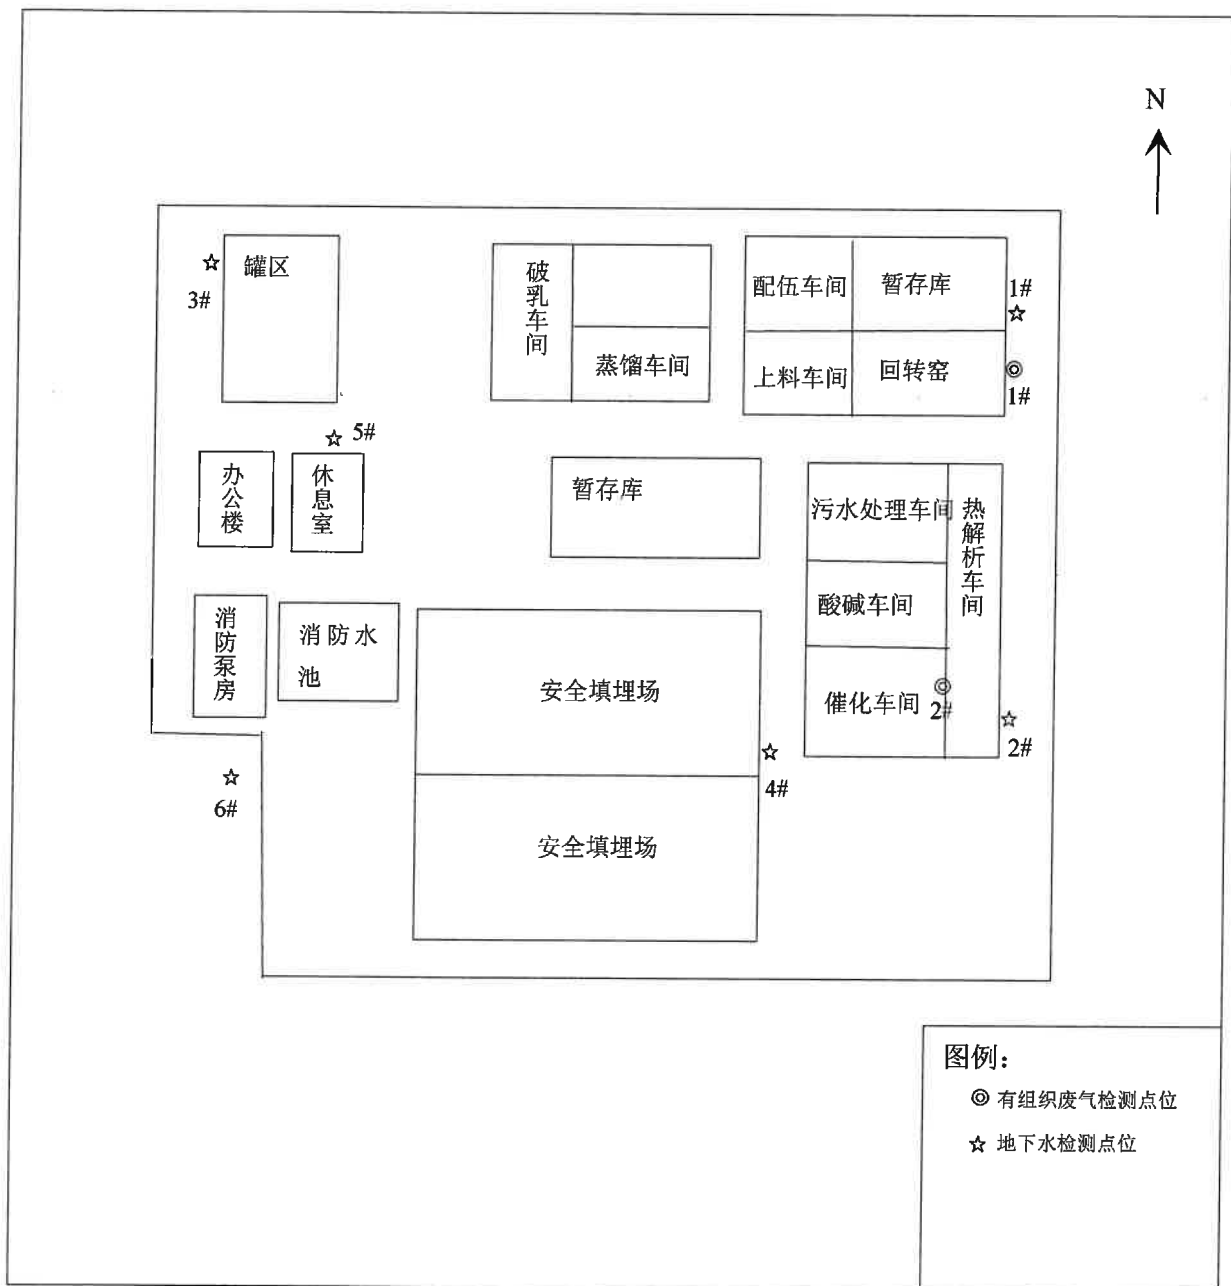 N
罐区
3#
破乳车间
蒸馏车间
配伍车间
暂存库
1#
上料车间
回转窑
1#
5#
办公楼
休息室
暂存库
污水处理车间
热解析车间
酸碱车间
消防泵房
消防水
池
安全填埋场
催化车间
2#
2#
4#
6#
安全填埋场
图例：
◎ 有组织废气检测点位
☆ 地下水检测点位